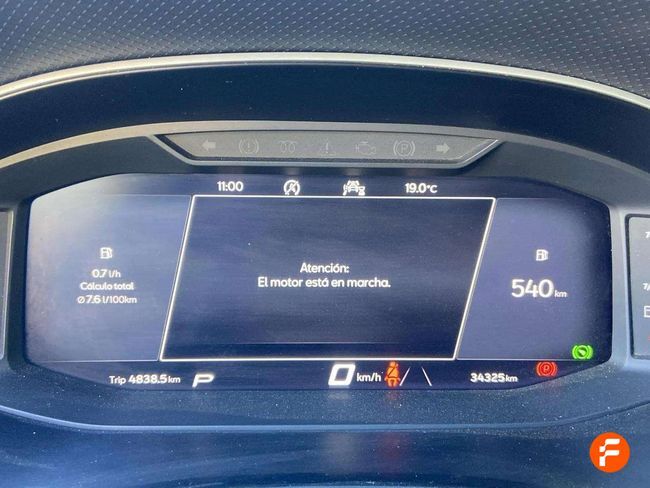 11:00 19.0°C
0.7 l/h
Cálculo total
Ø 7.6 l/100km
Atención:
El motor está en marcha.
540 km
Trip 4838.5 km P 0 km/h 34325 km